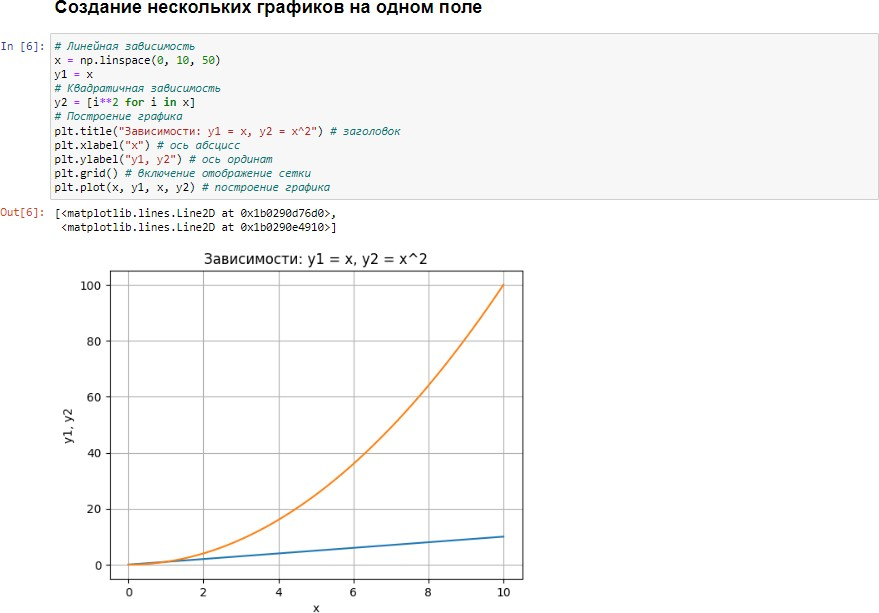 Создание нескольких графиков на одном поле
In [6]: # Линейная зависимость
x = np.linspace(0, 10, 50)
y1 = x
# Квадратичная зависимость
y2 = [i**2 for i in x]
# Построение графика
plt.title("Зависимости: y1 = x, y2 = x^2") # заголовок
plt.xlabel("x") # ось абсцисс
plt.ylabel("y1, y2") # ось ординат
plt.grid() # включение отображение сетки
plt.plot(x, y1, x, y2) # построение графика
Out[6]: [<matplotlib.lines.Line2D at 0x1b0290d76d0>,
<matplotlib.lines.Line2D at 0x1b0290e4910>]
Зависимости: y1 = x, y2 = x^2
100
80
60
40
20
0
y1, y2
0 2 4 6 8 10
x